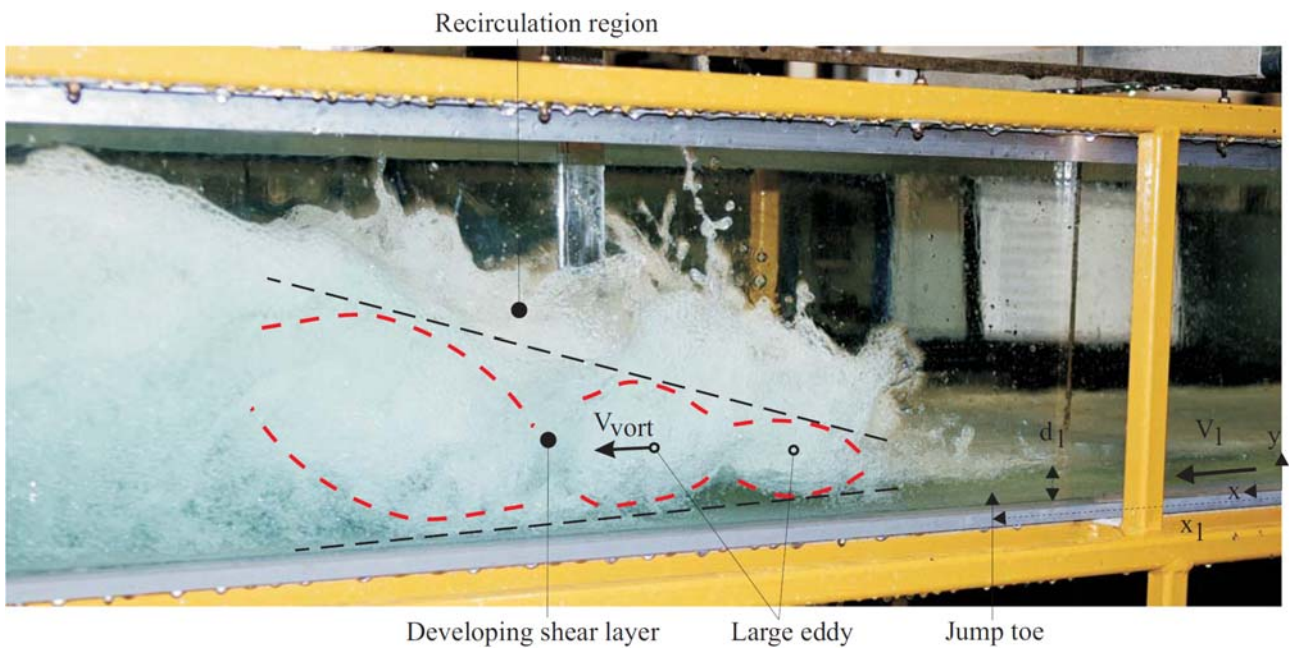 Recirculation region
V_vort
d_1
V_1
y
x
x_1
Developing shear layer
Large eddy
Jump toe